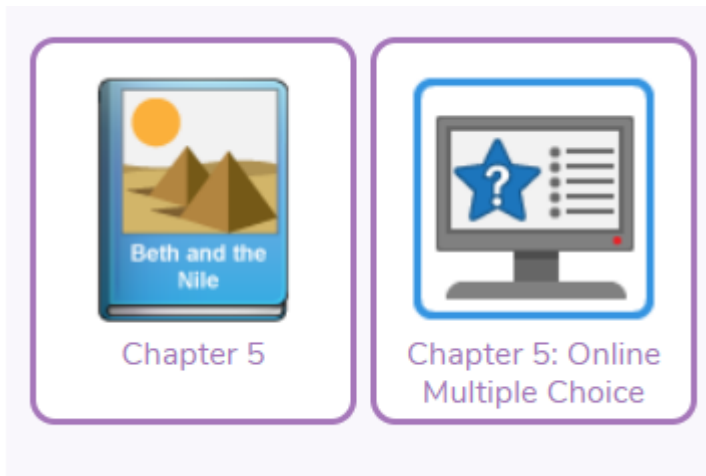 Beth and the
Nile
Chapter 5
?
Chapter 5: Online
Multiple Choice